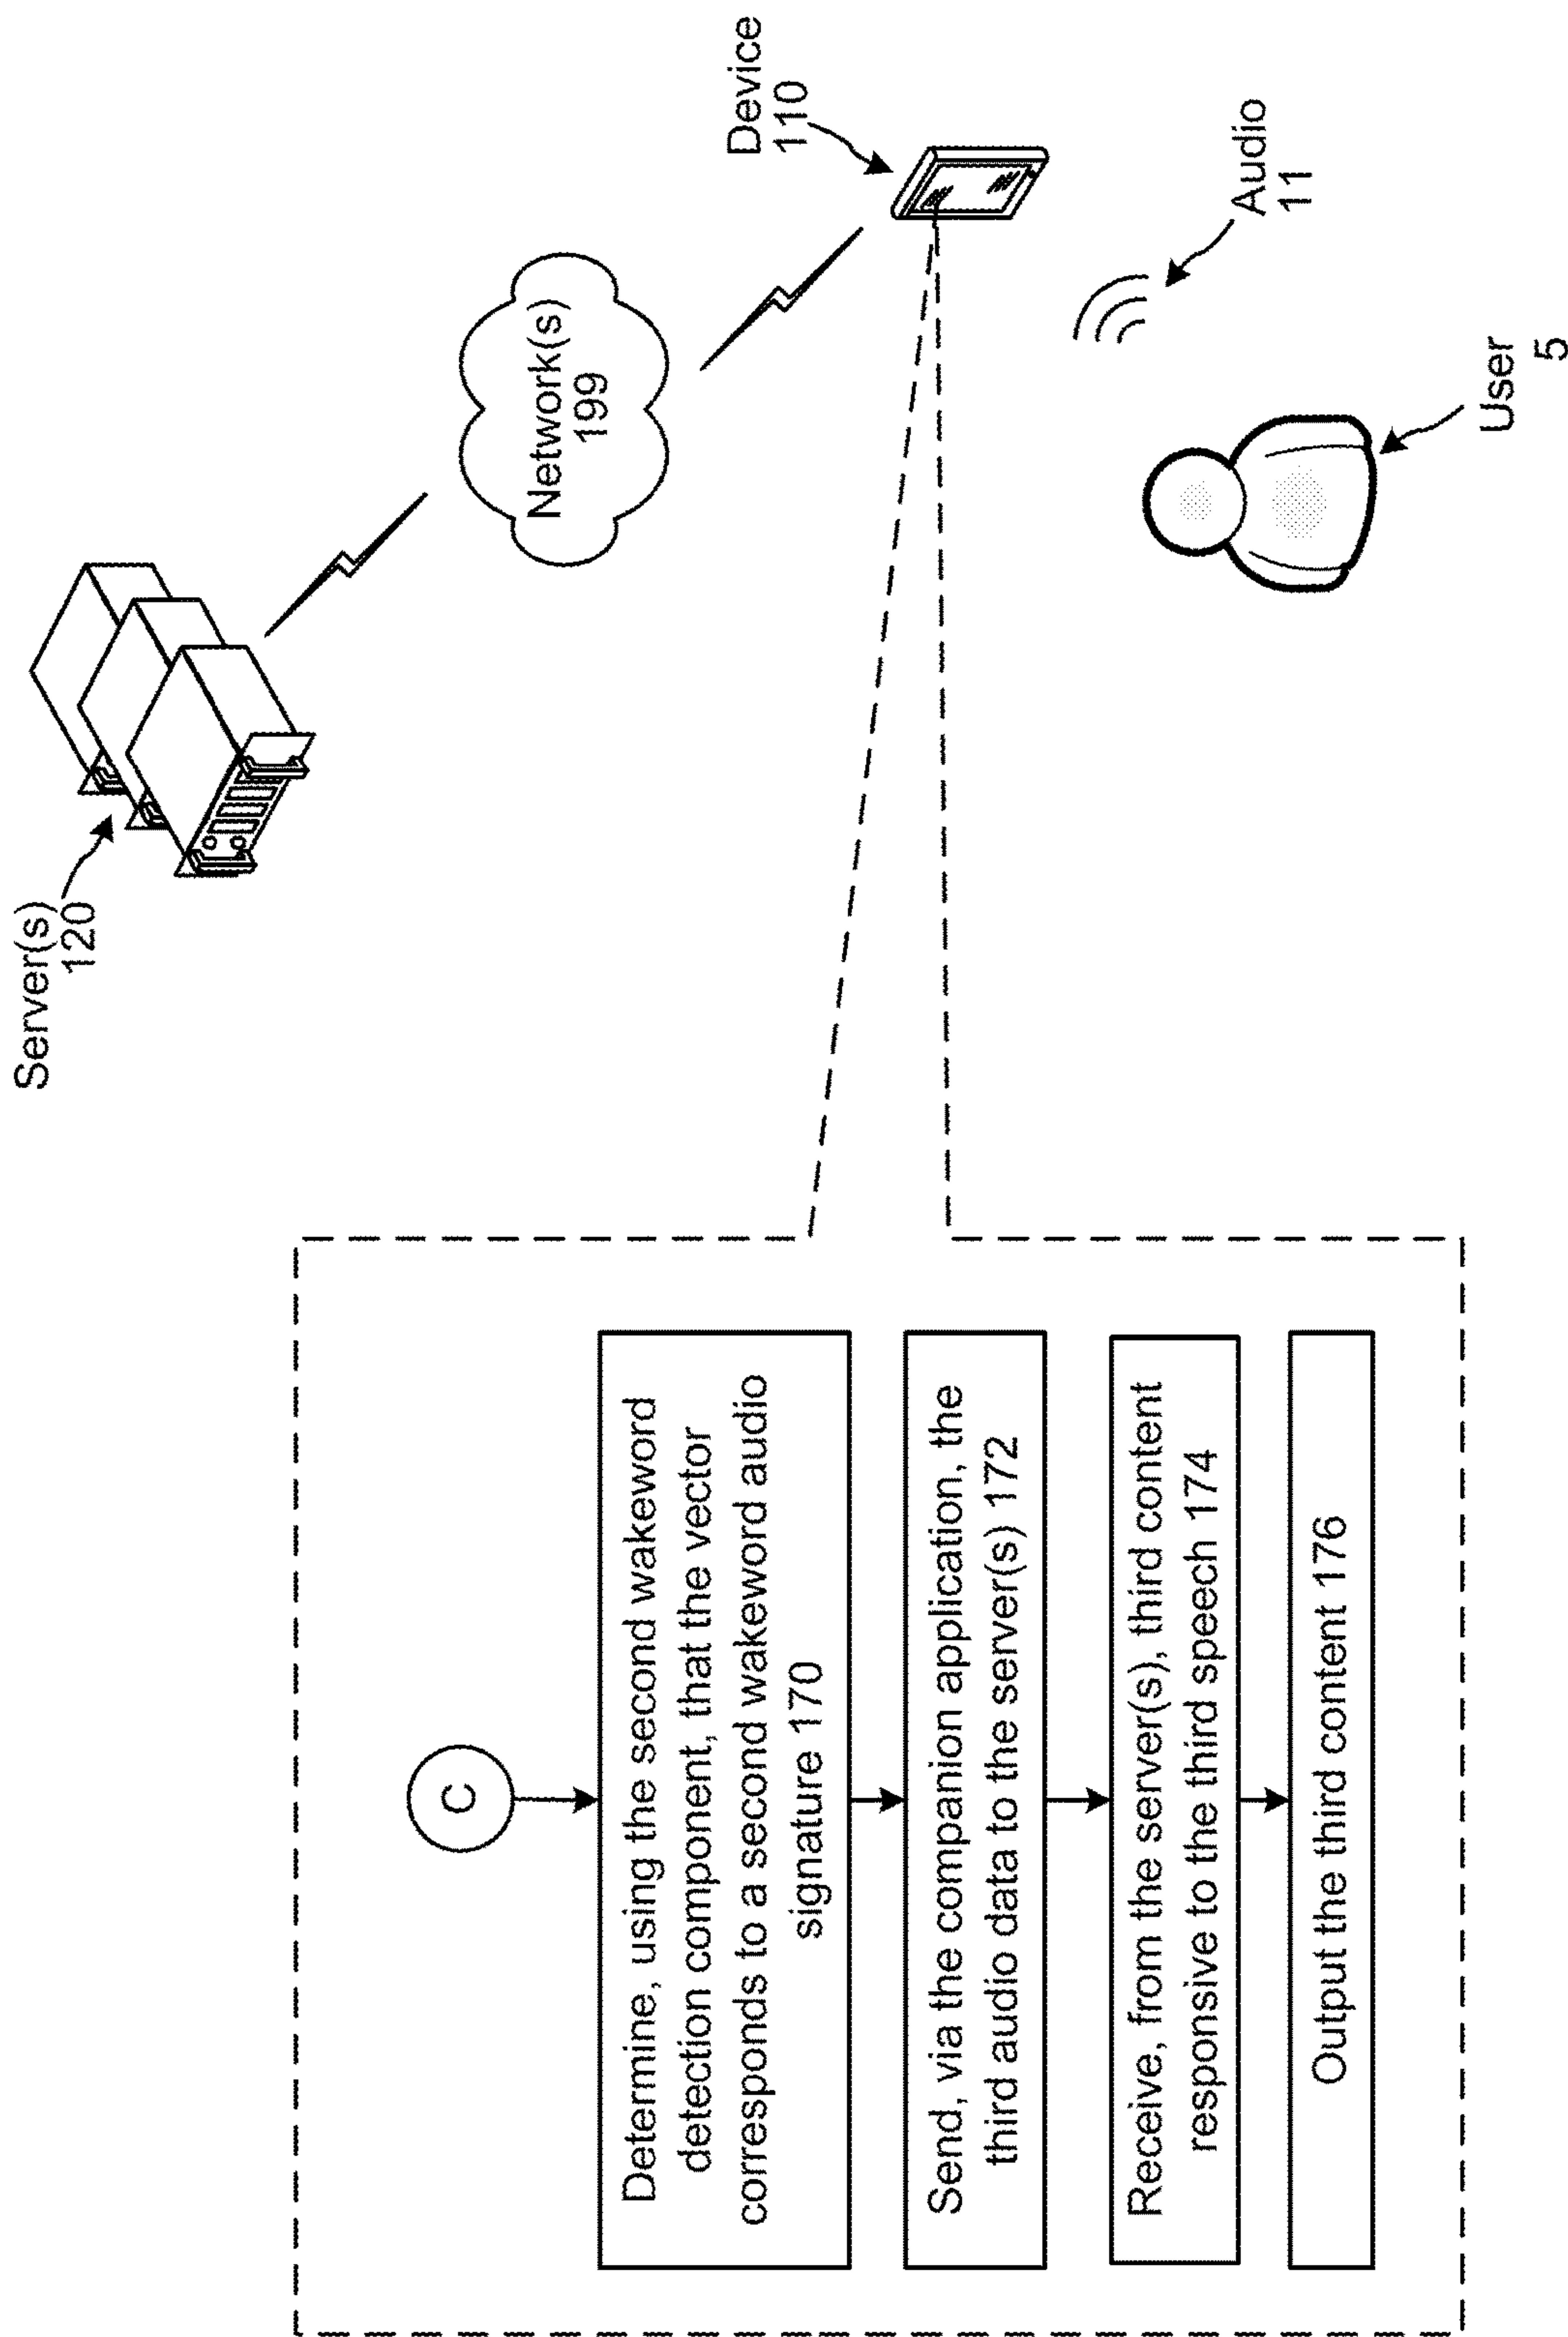 Server(s)
120
Network(s)
199
Device
110
Audio
11
User
5
C
Determine, using the second wakeword
detection component, that the vector
corresponds to a second wakeword audio
signature 170
Send, via the companion application, the
third audio data to the server(s) 172
Receive, from the server(s), third content
responsive to the third speech 174
Output the third content 176